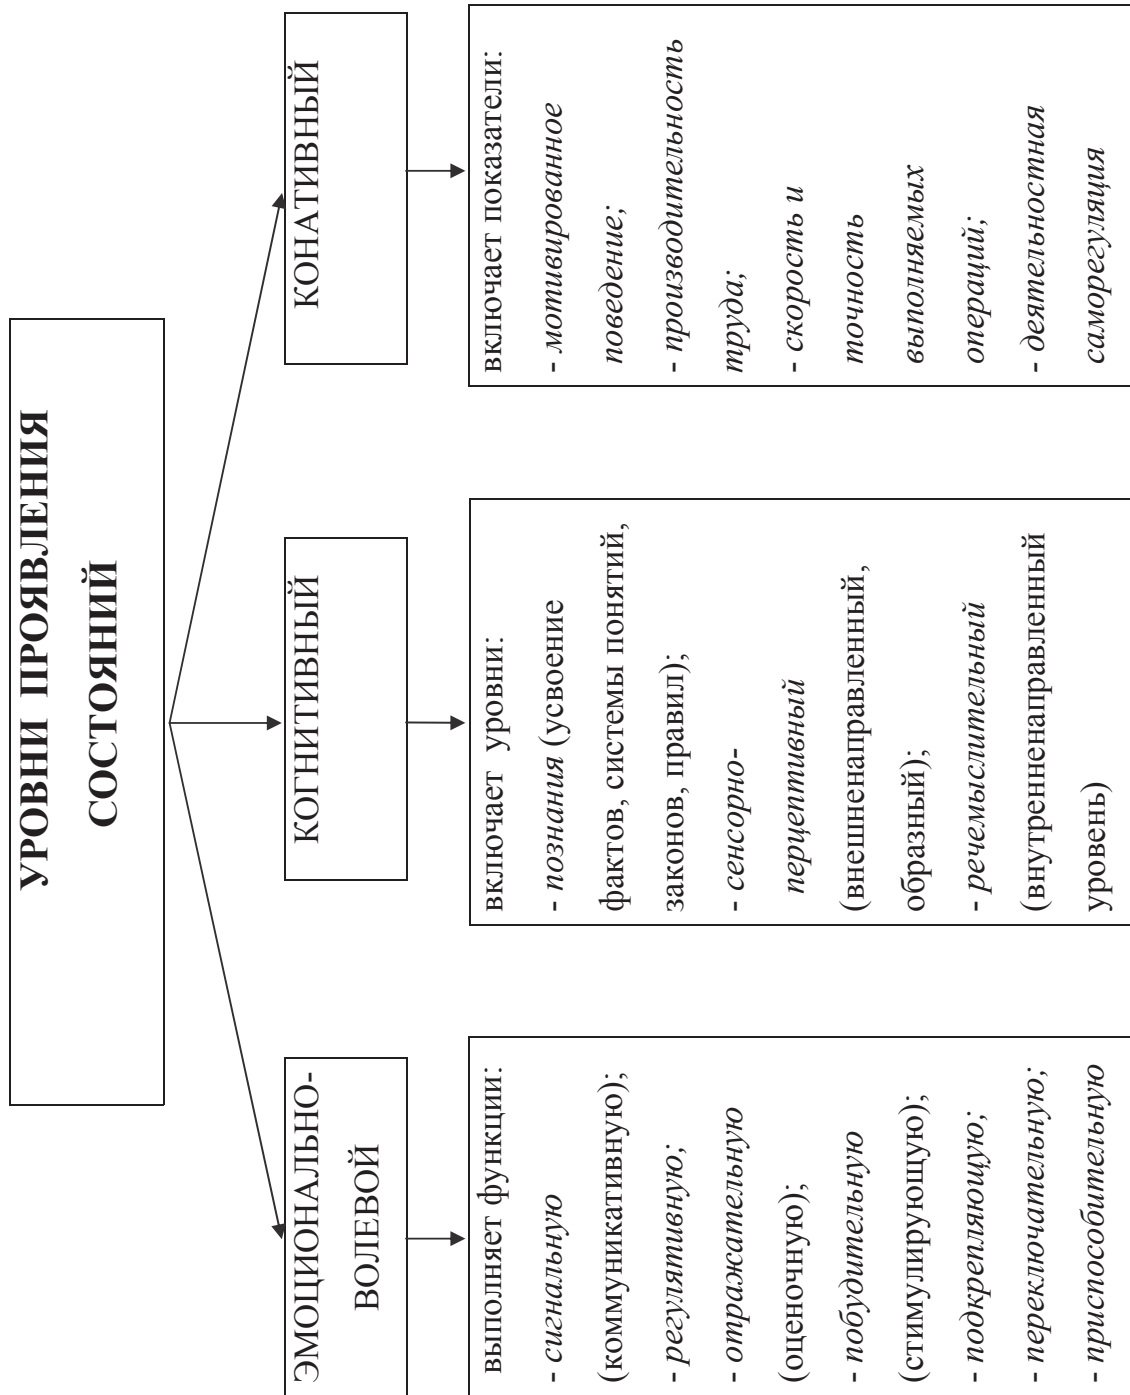 УРОВНИ ПРОЯВЛЕНИЯ
СОСТОЯНИЙ
ЭМОЦИОНАЛЬНО-
ВОЛЕВОЙ
выполняет функции:
- сигнальную
(коммуникативную);
- регулятивную;
- отражательную
(оценочную);
- побудительную
(стимулирующую);
- подкрепляющую;
- переключательную;
- приспособительную
КОГНИТИВНЫЙ
включает уровни:
- познания (усвоение
фактов, системы понятий,
законов, правил);
- сенсорно-
перцептивный
(внешненаправленный,
образный);
- речемыслительный
(внутренненаправленный
уровень)
КОНАТИВНЫЙ
включает показатели:
- мотивированное
поведение;
- производительность
труда;
- скорость и
точность
выполняемых
операций;
- деятельностная
саморегуляция